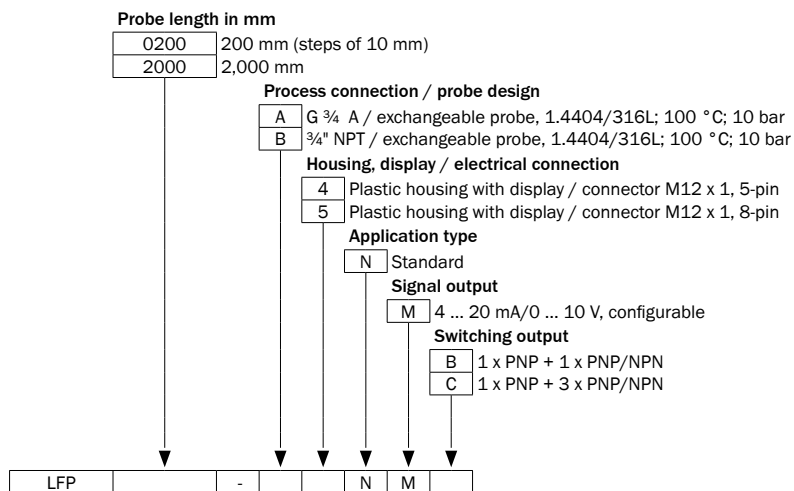 Probe length in mm
0200 200 mm (steps of 10 mm)
2000 2,000 mm
Process connection / probe design
A G ¾ A / exchangeable probe, 1.4404/316L; 100 °C; 10 bar
B ¾" NPT / exchangeable probe, 1.4404/316L; 100 °C; 10 bar
Housing, display / electrical connection
4 Plastic housing with display / connector M12 x 1, 5-pin
5 Plastic housing with display / connector M12 x 1, 8-pin
Application type
N Standard
Signal output
M 4 ... 20 mA/0 ... 10 V, configurable
Switching output
B 1 x PNP + 1 x PNP/NPN
C 1 x PNP + 3 x PNP/NPN
LFP - N M